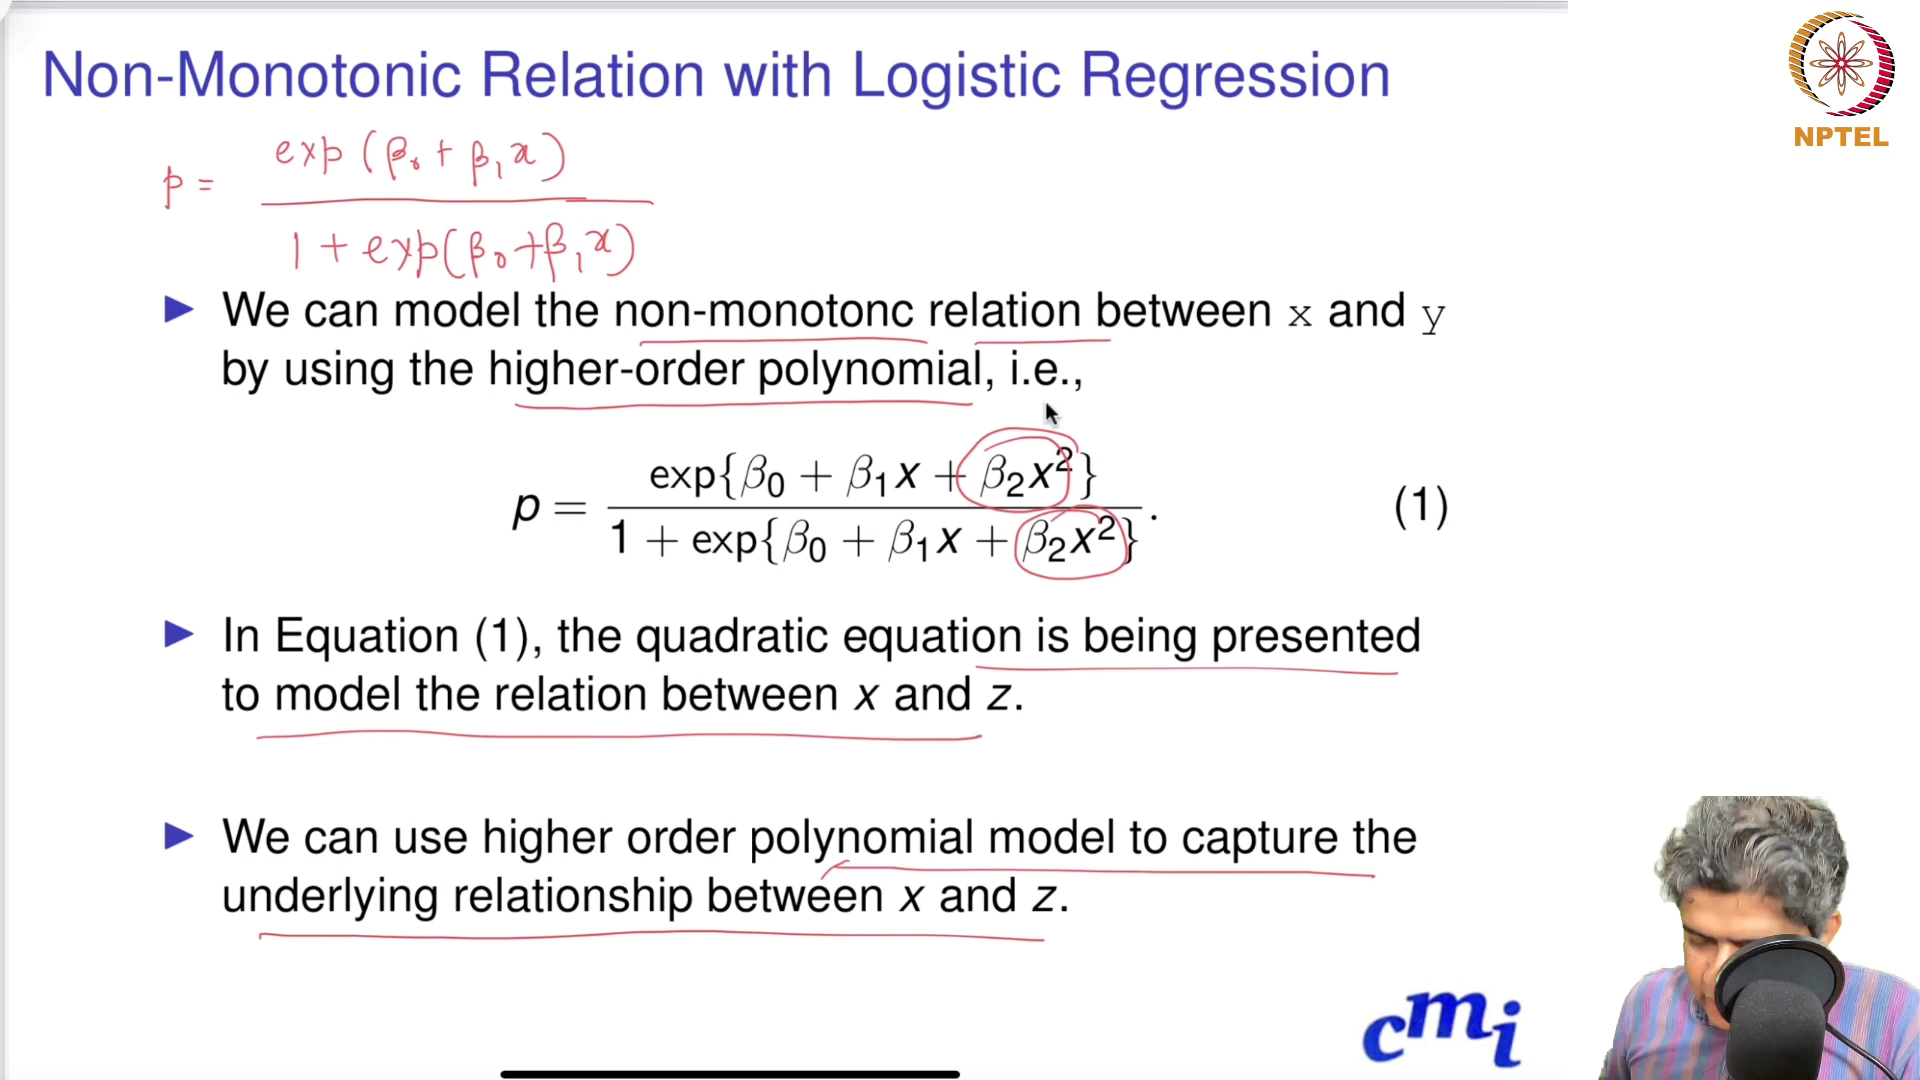 Non-Monotonic Relation with Logistic Regression
NPTEL
p = exp(β₀ + β₁x)
1 + exp(β₀+β₁x)
▶ We can model the non-monotonc relation between x and y
by using the higher-order polynomial, i.e.,
exp{β₀ + β₁x + β₂x²}
p = (1)
1 + exp{β₀ + β₁x + β₂x²}.
▶ In Equation (1), the quadratic equation is being presented
to model the relation between x and z.
▶ We can use higher order polynomial model to capture the
underlying relationship between x and z.
cmi